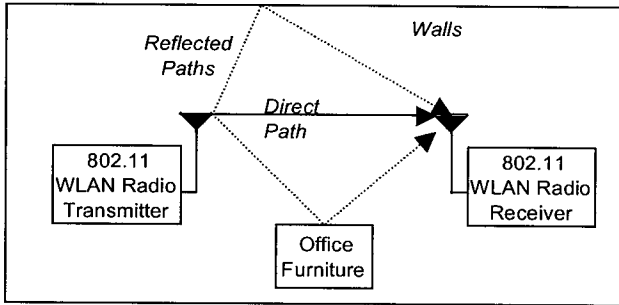 Reflected
Paths
Walls
Direct
Path
802.11
WLAN Radio
Transmitter
802.11
WLAN Radio
Receiver
Office
Furniture